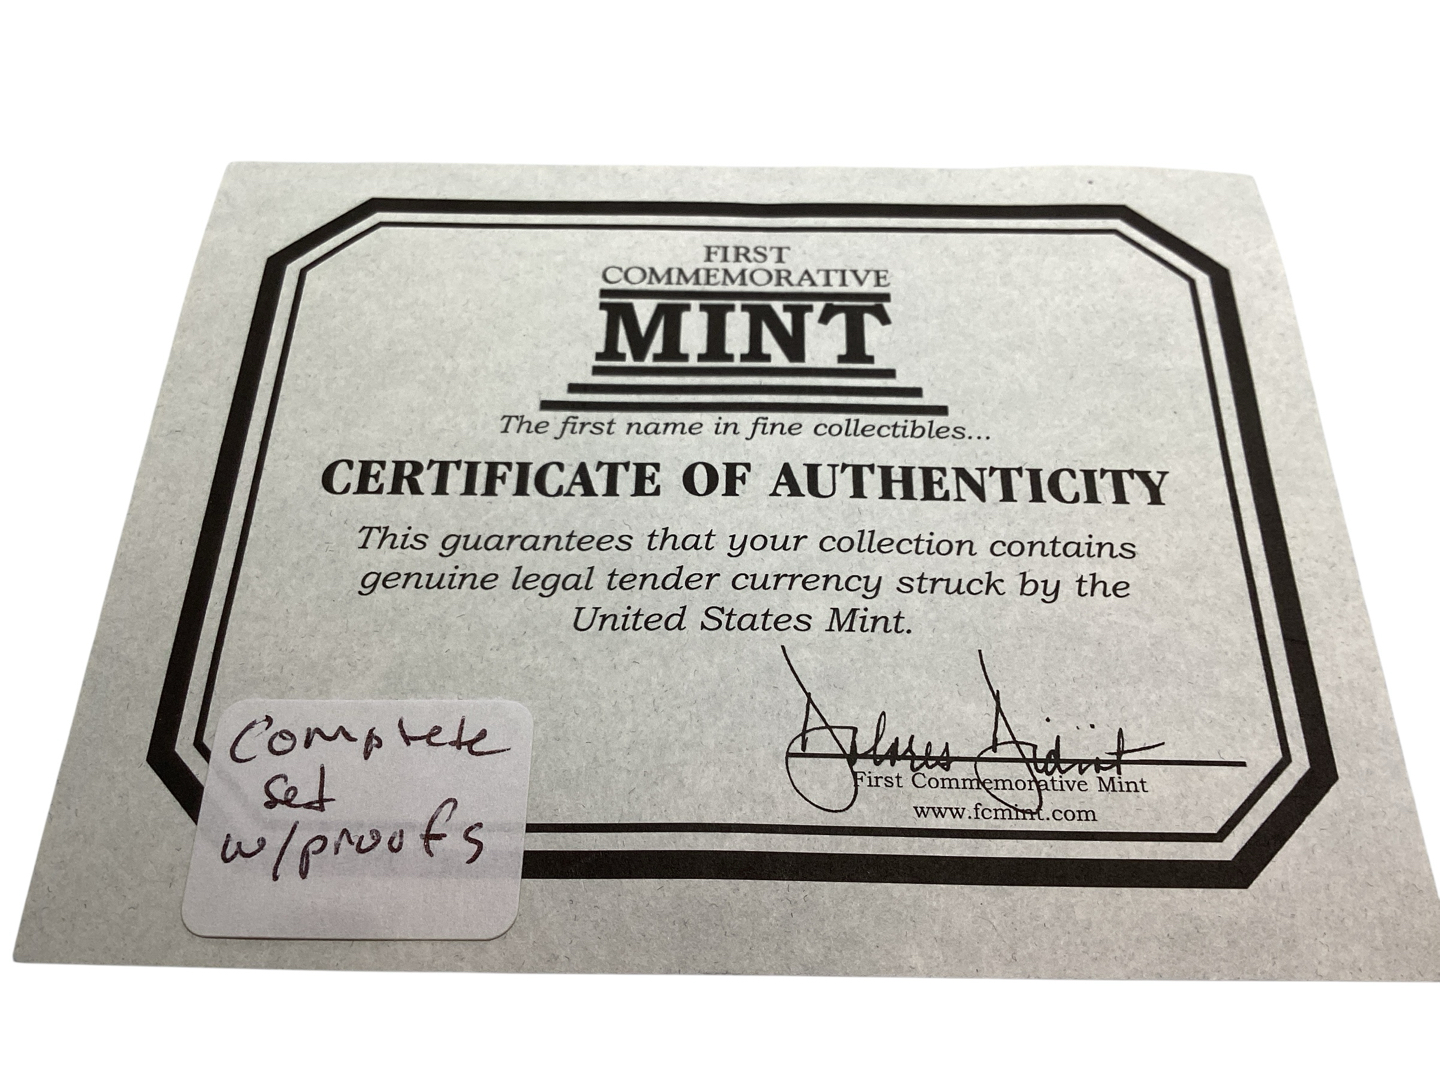 FIRST
COMMEMORATIVE
MINT
The first name in fine collectibles...
CERTIFICATE OF AUTHENTICITY
This guarantees that your collection contains
genuine legal tender currency struck by the
United States Mint.
First Commemorative Mint
www.fcmint.com
Complete
set
w/proofs